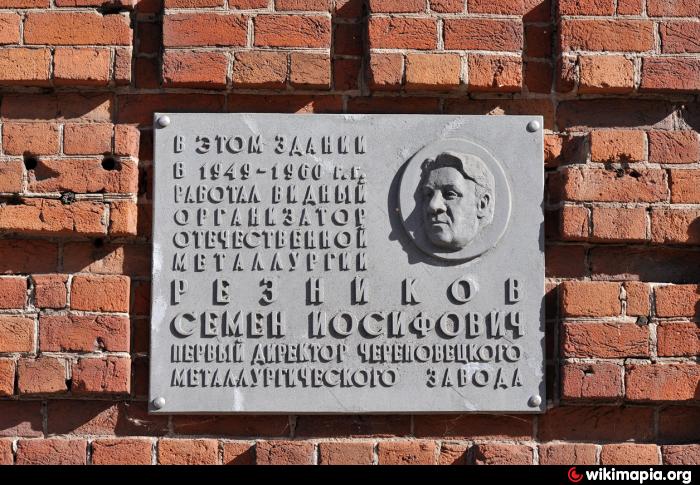 В ЭТОМ ЗДАНИИ
В 1949-1960 г.г.
РАБОТАЛ ВИДНЫЙ
ОРГАНИЗАТОР
ОТЕЧЕСТВЕННОЙ
МЕТАЛЛУРГИИ
РЕЗНИКОВ
СЕМЕН ИОСИФОВИЧ
ПЕРВЫЙ ДИРЕКТОР ЧЕРЕПОВЕЦКОГО
МЕТАЛЛУРГИЧЕСКОГО ЗАВОДА
wikimapia.org